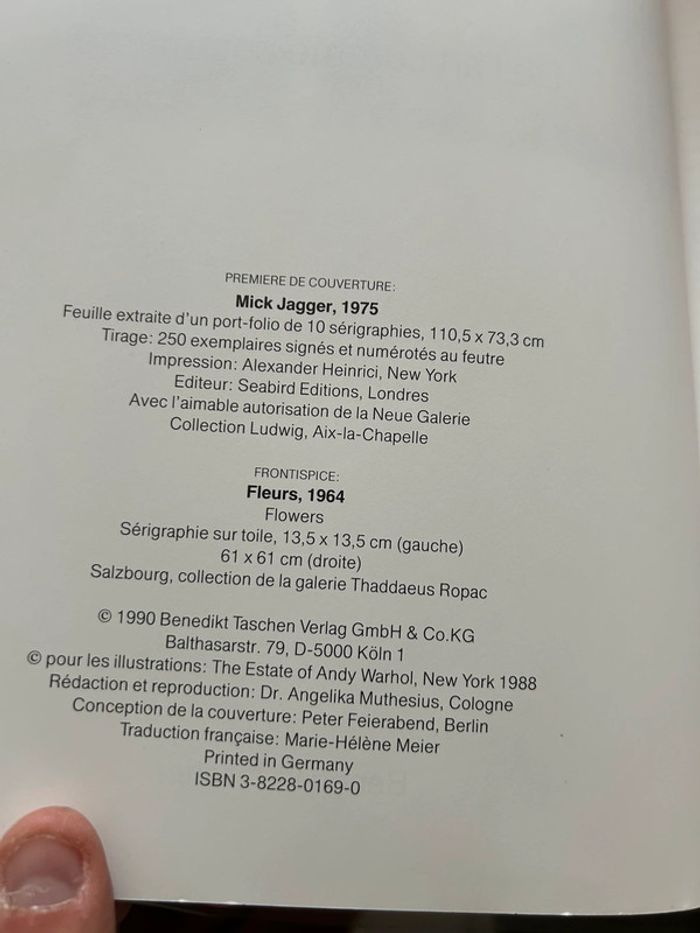 PREMIERE DE COUVERTURE:
Mick Jagger, 1975
Feuille extraite d'un port-folio de 10 sérigraphies, 110,5 x 73,3 cm
Tirage: 250 exemplaires signés et numérotés au feutre
Impression: Alexander Heinrici, New York
Editeur: Seabird Editions, Londres
Avec l'aimable autorisation de la Neue Galerie
Collection Ludwig, Aix-la-Chapelle
FRONTISPICE:
Fleurs, 1964
Flowers
Sérigraphie sur toile, 13,5 x 13,5 cm (gauche)
61 x 61 cm (droite)
Salzbourg, collection de la galerie Thaddaeus Ropac
© 1990 Benedikt Taschen Verlag GmbH & Co.KG
Balthasarstr. 79, D-5000 Köln 1
© pour les illustrations: The Estate of Andy Warhol, New York 1988
Rédaction et reproduction: Dr. Angelika Muthesius, Cologne
Conception de la couverture: Peter Feierabend, Berlin
Traduction française: Marie-Hélène Meier
Printed in Germany
ISBN 3-8228-0169-0